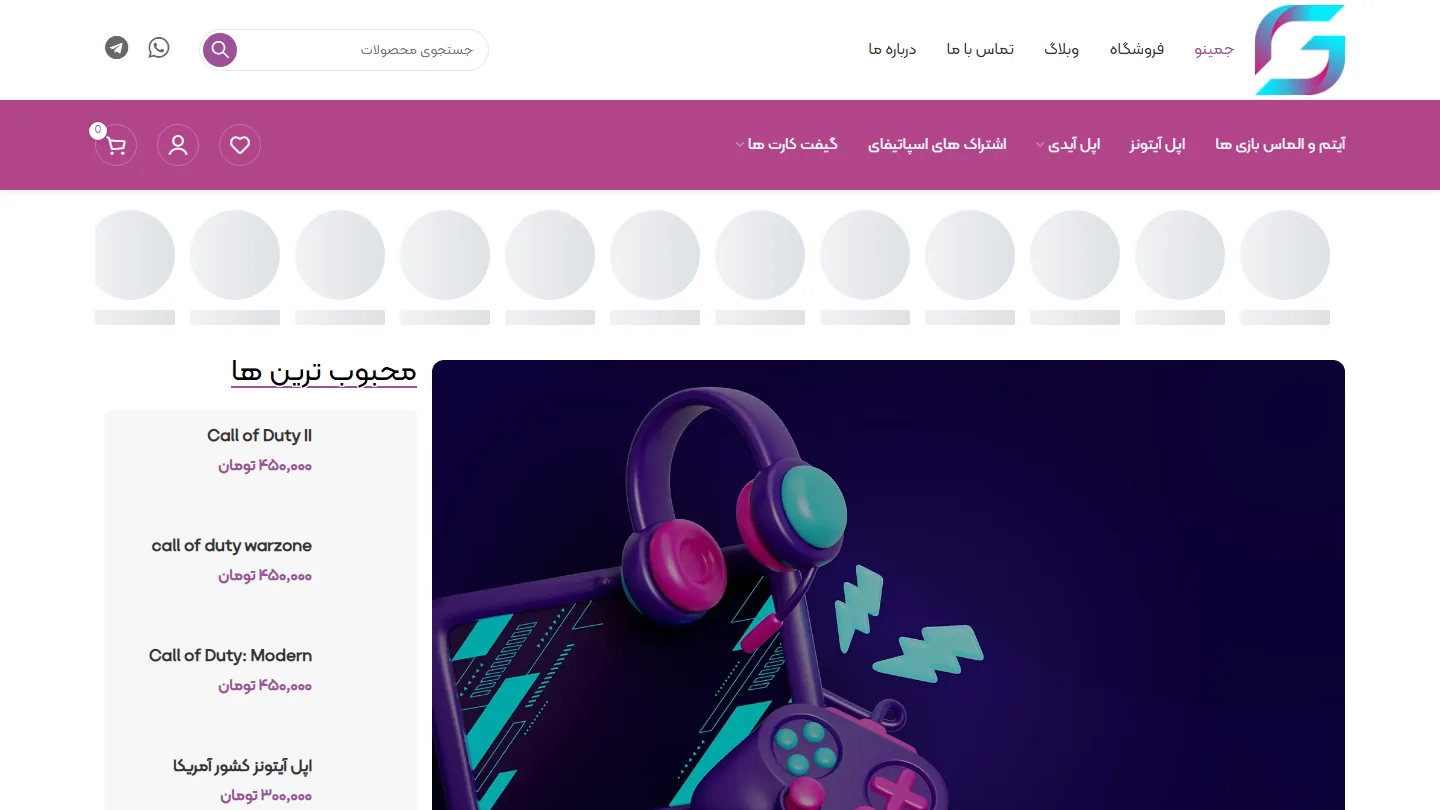 جمینو
فروشگاه
وبلاگ
تماس با ما
درباره ما
جستجوی محصولات
آیتم و الماس بازی ها
اپل آیتونز
اپل آیدی
اشتراک های اسپاتیفای
گیفت کارت ها
0
محبوب ترین ها
Call of Duty II
۴۵۰,۰۰۰ تومان
call of duty warzone
۴۵۰,۰۰۰ تومان
Call of Duty: Modern
۴۵۰,۰۰۰ تومان
اپل آیتونز کشور آمریکا
۳۰۰,۰۰۰ تومان